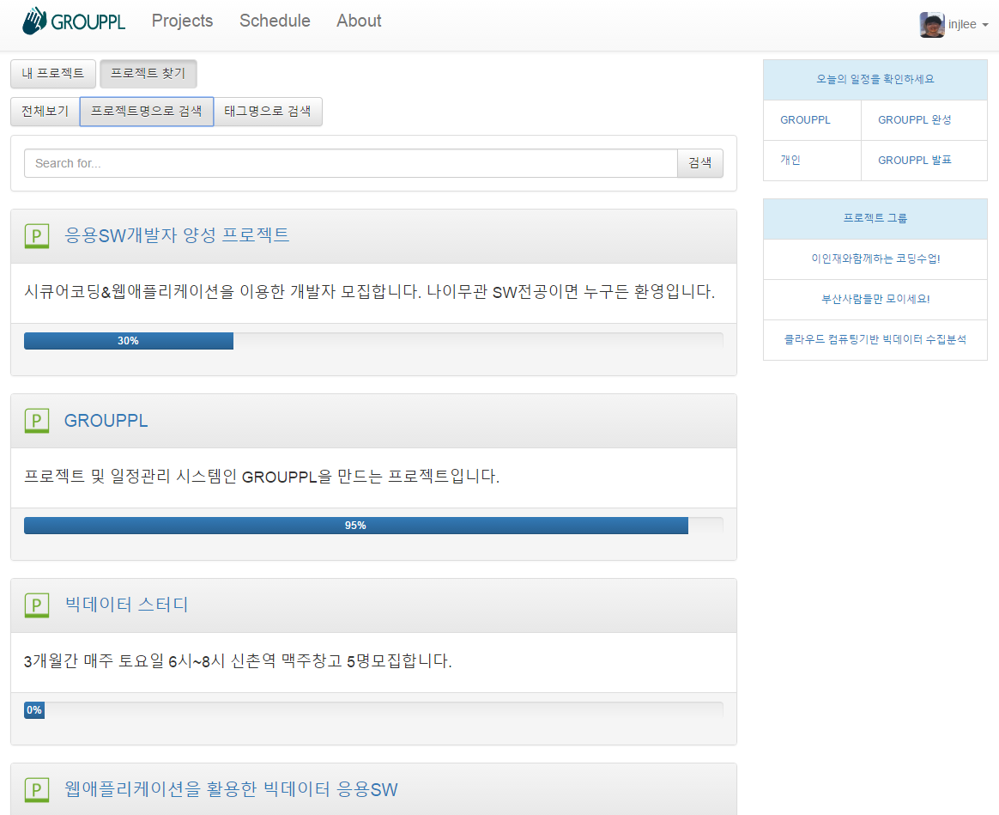 GROUPPL Projects Schedule About injlee
내 프로젝트 프로젝트 찾기
전체보기 프로젝트명으로 검색 태그명으로 검색
Search for... 검색
P 응용SW개발자 양성 프로젝트
시큐어코딩&웹애플리케이션을 이용한 개발자 모집합니다. 나이무관 SW전공이면 누구든 환영입니다.
30%
P GROUPPL
프로젝트 및 일정관리 시스템인 GROUPPL을 만드는 프로젝트입니다.
95%
P 빅데이터 스터디
3개월간 매주 토요일 6시~8시 신촌역 맥주창고 5명모집합니다.
0%
P 웹애플리케이션을 활용한 빅데이터 응용SW
오늘의 일정을 확인하세요
GROUPPL GROUPPL 완성
개인 GROUPPL 발표
프로젝트 그룹
이인재와함께하는 코딩수업!
부산사람들만 모이세요!
클라우드 컴퓨팅기반 빅데이터 수집분석